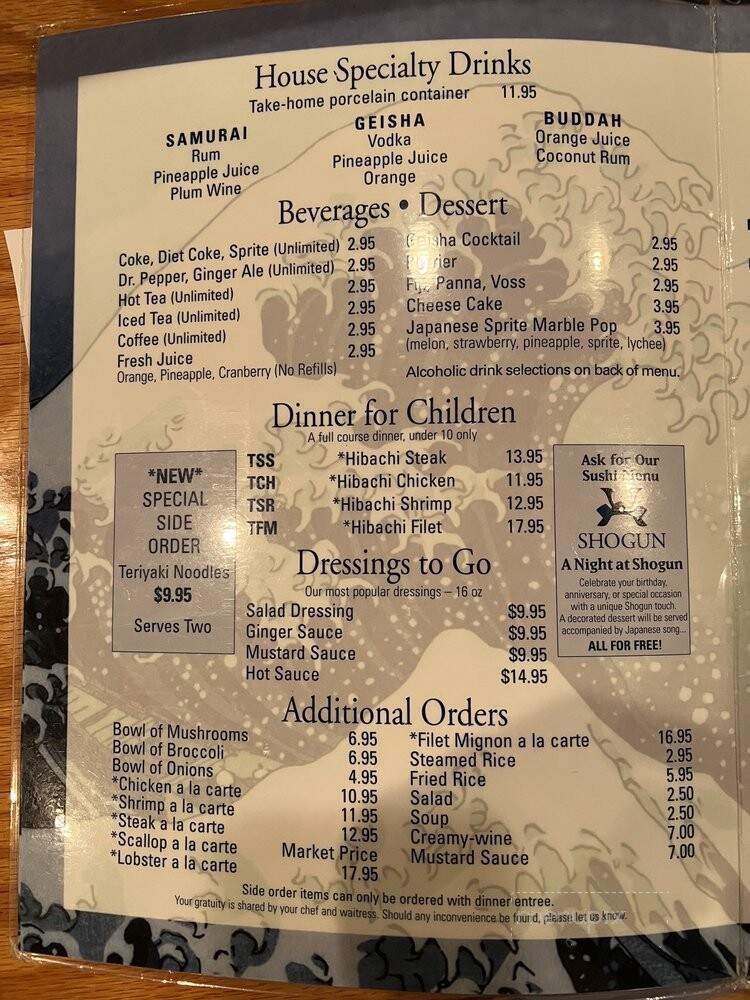 House Specialty Drinks
Take-home porcelain container 11.95
SAMURAI
Rum
Pineapple Juice
Plum Wine
GEISHA
Vodka
Pineapple Juice
Orange
BUDDAH
Orange Juice
Coconut Rum
Beverages • Dessert
Coke, Diet Coke, Sprite (Unlimited) 2.95
Dr. Pepper, Ginger Ale (Unlimited) 2.95
Hot Tea (Unlimited) 2.95
Iced Tea (Unlimited) 2.95
Coffee (Unlimited) 2.95
Fresh Juice 2.95
Orange, Pineapple, Cranberry (No Refills)
Geisha Cocktail 2.95
2.95
Panna, Voss 2.95
Cheese Cake 3.95
Japanese Sprite Marble Pop 3.95
(melon, strawberry, pineapple, sprite, lychee)
Alcoholic drink selections on back of menu.
Dinner for Children
A full course dinner, under 10 only
TSS *Hibachi Steak 13.95
TCH *Hibachi Chicken 11.95
TSR *Hibachi Shrimp 12.95
TFM *Hibachi Filet 17.95
*NEW*
SPECIAL
SIDE
ORDER
Teriyaki Noodles
$9.95
Serves Two
Ask for Our
Sushi Menu
SHOGUN
A Night at Shogun
Celebrate your birthday,
anniversary, or special occasion
with a unique Shogun touch.
A decorated dessert will be served
accompanied by Japanese song...
ALL FOR FREE!
Dressings to Go
Our most popular dressings – 16 oz
Salad Dressing $9.95
Ginger Sauce $9.95
Mustard Sauce $9.95
Hot Sauce $14.95
Additional Orders
Bowl of Mushrooms 6.95
Bowl of Broccoli 6.95
Bowl of Onions 4.95
*Chicken a la carte 10.95
*Shrimp a la carte 11.95
*Steak a la carte 12.95
*Scallop a la carte Market Price
*Lobster a la carte 17.95
*Filet Mignon a la carte 16.95
Steamed Rice 2.95
Fried Rice 5.95
Salad 2.50
Soup 2.50
Creamy-wine 7.00
Mustard Sauce 7.00
Side order items can only be ordered with dinner entree.
Your gratuity is shared by your chef and waitress. Should any inconvenience be found, please let us know.